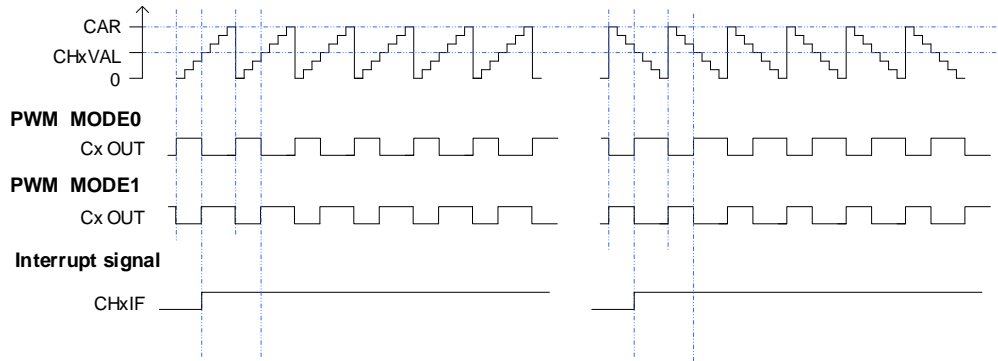 CAR
CHxVAL
0
PWM MODE0
Cx OUT
PWM MODE1
Cx OUT
Interrupt signal
CHxIF